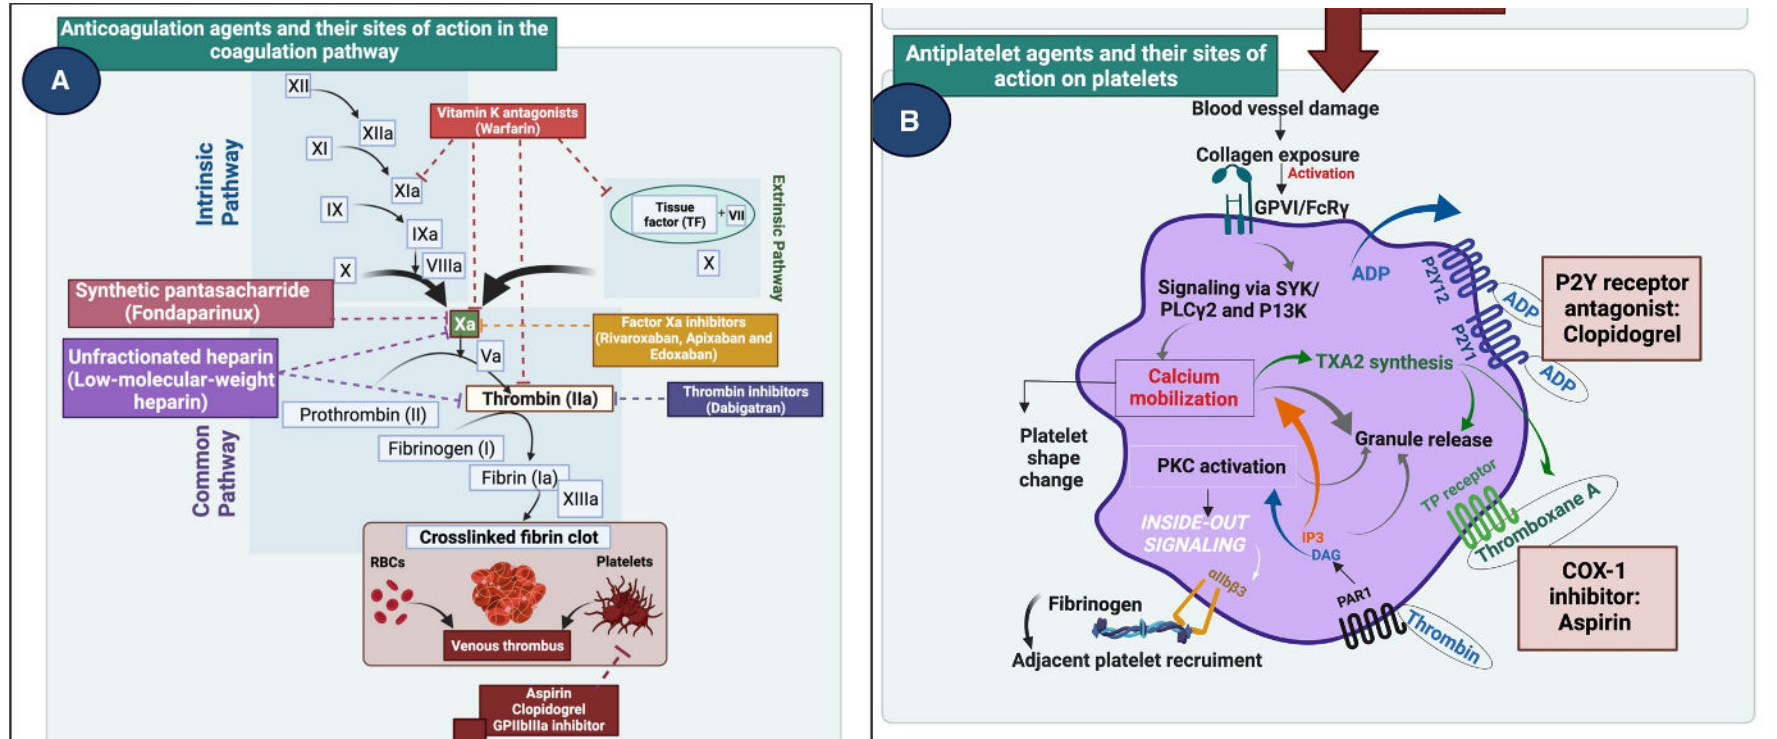 Anticoagulation agents and their sites of action in the
coagulation pathway
A
XII
XIIa
XI
XIa
IX
IXa
VIIIa
X
Intrinsic
Pathway
Vitamin K antagonists
(Warfarin)
Tissue
factor (TF)
+
VII
X
Extrinsic Pathway
Synthetic pantasacharride
(Fondaparinux)
Xa
Factor Xa inhibitors
(Rivaroxaban, Apixaban and
Edoxaban)
Unfractionated heparin
(Low-molecular-weight
heparin)
Va
Thrombin (IIa)
Thrombin inhibitors
(Dabigatran)
Prothrombin (II)
Fibrinogen (I)
Fibrin (Ia)
XIIIa
Common
Pathway
Crosslinked fibrin clot
RBCs
Platelets
Venous thrombus
Aspirin
Clopidogrel
GPIIbIIIa inhibitor
Antiplatelet agents and their sites of
action on platelets
B
Blood vessel damage
Collagen exposure
Activation
GPVI/FcRγ
ADP
P2Y12
ADP
P2Y1
ADP
P2Y receptor
antagonist:
Clopidogrel
Signaling via SYK/
PLCγ2 and P13K
TXA2 synthesis
Calcium
mobilization
Platelet
shape
change
Granule release
PKC activation
INSIDE-OUT
SIGNALING
IP3
DAG
TP receptor
Thromboxane A
COX-1
inhibitor:
Aspirin
αIIbβ3
PAR1
Thrombin
Fibrinogen
Adjacent platelet recruiment